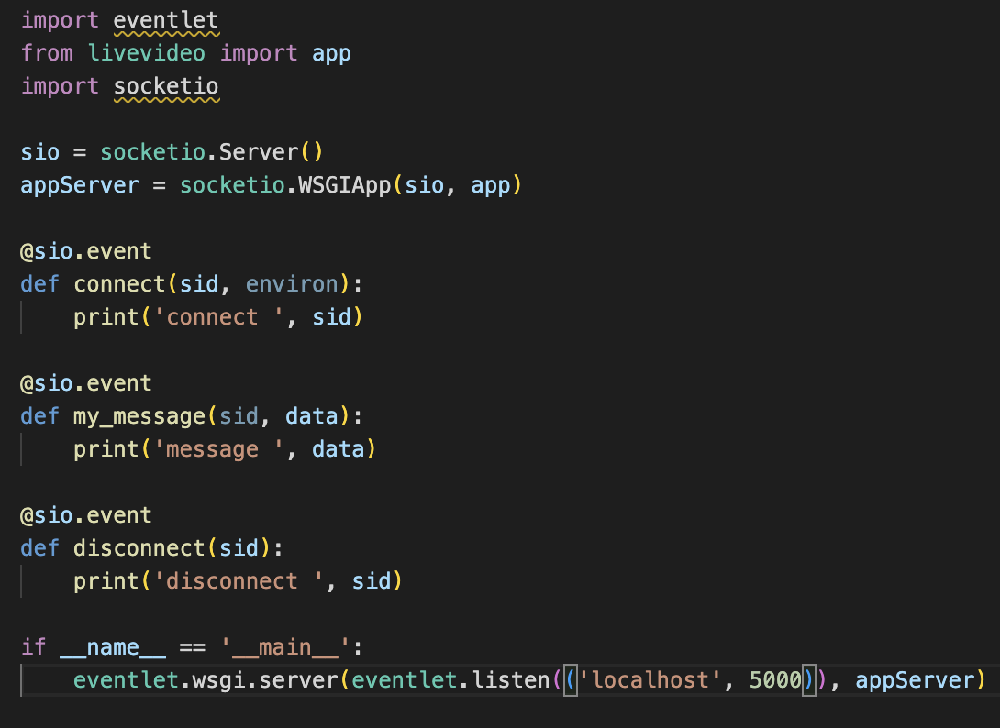 import eventlet
from livevideo import app
import socketio
sio = socketio.Server()
appServer = socketio.WSGIApp(sio, app)
@sio.event
def connect(sid, environ):
    print('connect ', sid)
@sio.event
def my_message(sid, data):
    print('message ', data)
@sio.event
def disconnect(sid):
    print('disconnect ', sid)
if __name__ == '__main__':
    eventlet.wsgi.server(eventlet.listen(('localhost', 5000)), appServer)